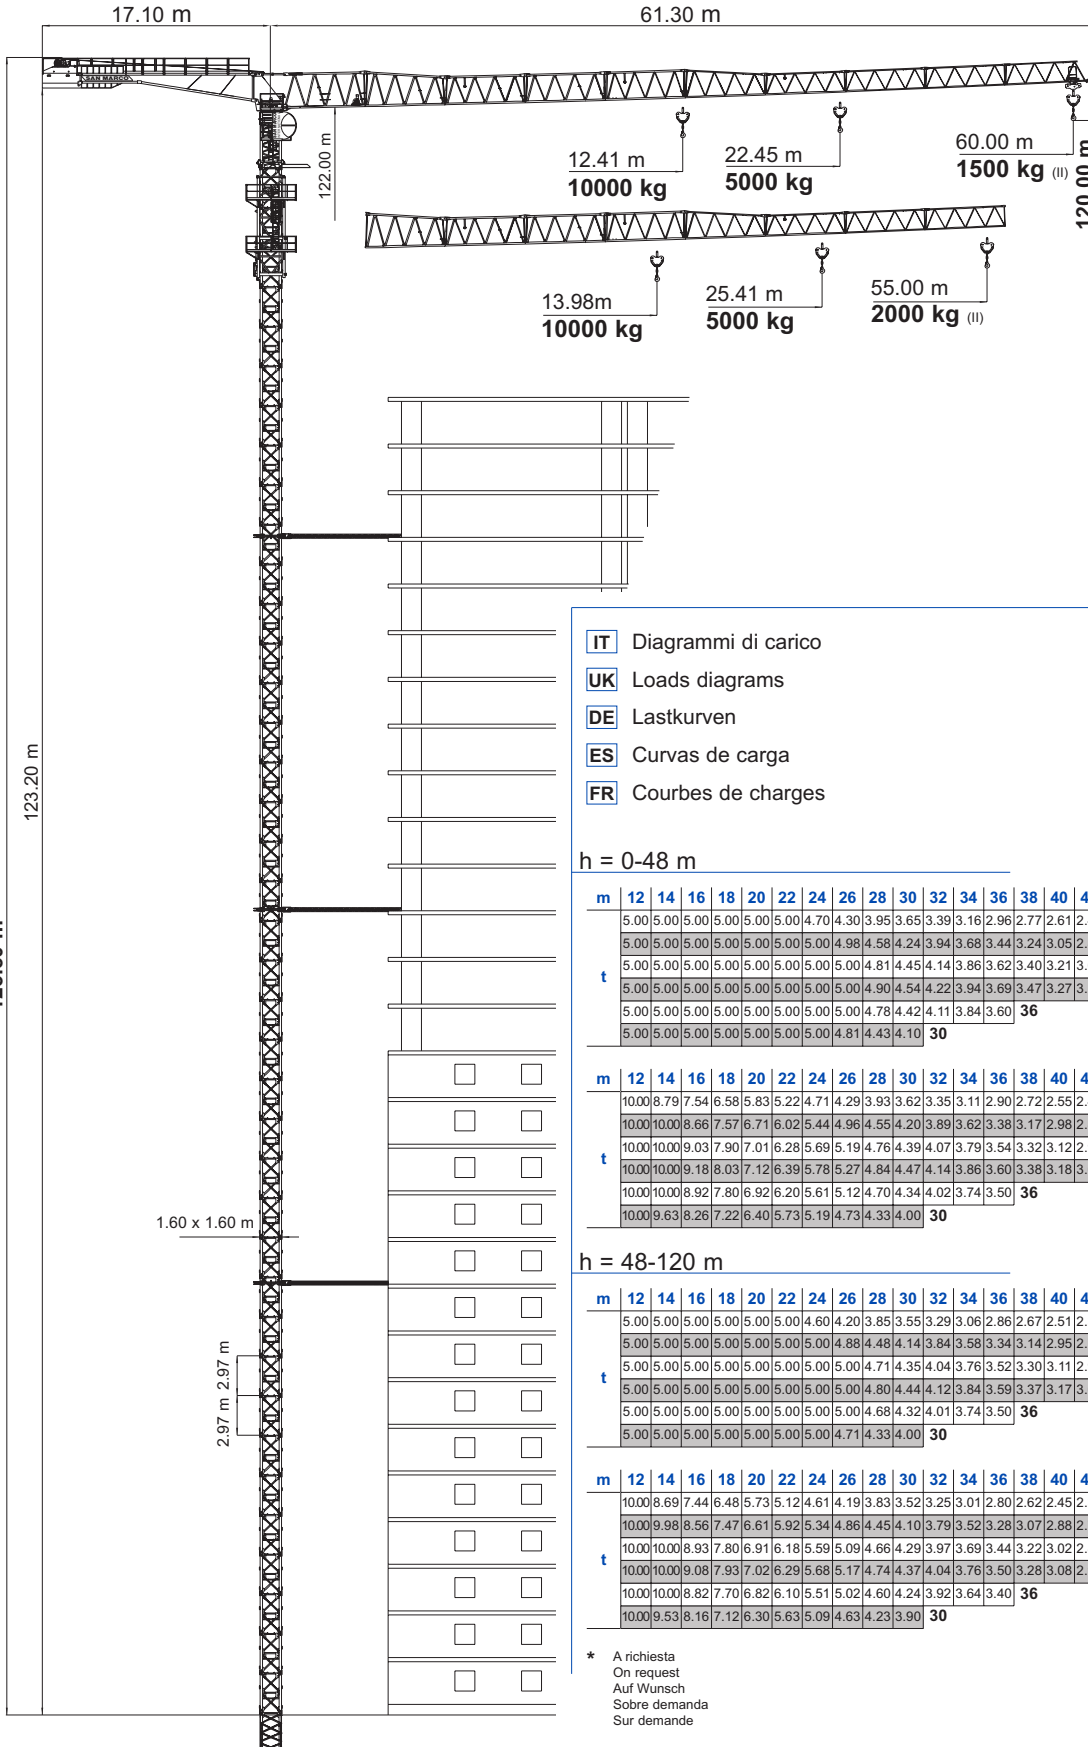 17.10 m
61.30 m
SAN MARCO
122.00 m
12.41 m
10000 kg
22.45 m
5000 kg
60.00 m
1500 kg (II)
120.00 m
13.98m
10000 kg
25.41 m
5000 kg
55.00 m
2000 kg (II)
123.20 m
IT Diagrammi di carico
UK Loads diagrams
DE Lastkurven
ES Curvas de carga
FR Courbes de charges
h = 0-48 m
m 12 14 16 18 20 22 24 26 28 30 32 34 36 38 40
5.00 5.00 5.00 5.00 5.00 5.00 4.70 4.30 3.95 3.65 3.39 3.16 2.96 2.77 2.61
5.00 5.00 5.00 5.00 5.00 5.00 5.00 4.98 4.58 4.24 3.94 3.68 3.44 3.24 3.05
5.00 5.00 5.00 5.00 5.00 5.00 5.00 5.00 4.81 4.45 4.14 3.86 3.62 3.40 3.21
t
5.00 5.00 5.00 5.00 5.00 5.00 5.00 5.00 4.90 4.54 4.22 3.94 3.69 3.47 3.27
5.00 5.00 5.00 5.00 5.00 5.00 5.00 5.00 4.78 4.42 4.11 3.84 3.60 36
5.00 5.00 5.00 5.00 5.00 5.00 5.00 4.81 4.43 4.10 30
m 12 14 16 18 20 22 24 26 28 30 32 34 36 38 40
10.00 8.79 7.54 6.58 5.83 5.22 4.71 4.29 3.93 3.62 3.35 3.11 2.90 2.72 2.55
10.00 10.00 8.66 7.57 6.71 6.02 5.44 4.96 4.55 4.20 3.89 3.62 3.38 3.17 2.98
10.00 10.00 9.03 7.90 7.01 6.28 5.69 5.19 4.76 4.39 4.07 3.79 3.54 3.32 3.12
t
10.00 10.00 9.18 8.03 7.12 6.39 5.78 5.27 4.84 4.47 4.14 3.86 3.60 3.38 3.18
10.00 10.00 8.92 7.80 6.92 6.20 5.61 5.12 4.70 4.34 4.02 3.74 3.50 36
10.00 9.63 8.26 7.22 6.40 5.73 5.19 4.73 4.33 4.00 30
1.60 x 1.60 m
h = 48-120 m
m 12 14 16 18 20 22 24 26 28 30 32 34 36 38 40
5.00 5.00 5.00 5.00 5.00 5.00 4.60 4.20 3.85 3.55 3.29 3.06 2.86 2.67 2.51
5.00 5.00 5.00 5.00 5.00 5.00 5.00 4.88 4.48 4.14 3.84 3.58 3.34 3.14 2.95
5.00 5.00 5.00 5.00 5.00 5.00 5.00 5.00 4.71 4.35 4.04 3.76 3.52 3.30 3.11
t
5.00 5.00 5.00 5.00 5.00 5.00 5.00 5.00 4.80 4.44 4.12 3.84 3.59 3.37 3.17
5.00 5.00 5.00 5.00 5.00 5.00 5.00 5.00 4.68 4.32 4.01 3.74 3.50 36
5.00 5.00 5.00 5.00 5.00 5.00 5.00 4.71 4.33 4.00 30
2.97 m
2.97 m
m 12 14 16 18 20 22 24 26 28 30 32 34 36 38 40
10.00 8.69 7.44 6.48 5.73 5.12 4.61 4.19 3.83 3.52 3.25 3.01 2.80 2.62 2.45
10.00 9.98 8.56 7.47 6.61 5.92 5.34 4.86 4.45 4.10 3.79 3.52 3.28 3.07 2.88
10.00 10.00 8.93 7.80 6.91 6.18 5.59 5.09 4.66 4.29 3.97 3.69 3.44 3.22 3.02
t
10.00 10.00 9.08 7.93 7.02 6.29 5.68 5.17 4.74 4.37 4.04 3.76 3.50 3.28 3.08
10.00 10.00 8.82 7.70 6.82 6.10 5.51 5.02 4.60 4.24 3.92 3.64 3.40 36
10.00 9.53 8.16 7.12 6.30 5.63 5.09 4.63 4.23 3.90 30
* A richiesta
On request
Auf Wunsch
Sobre demanda
Sur demande